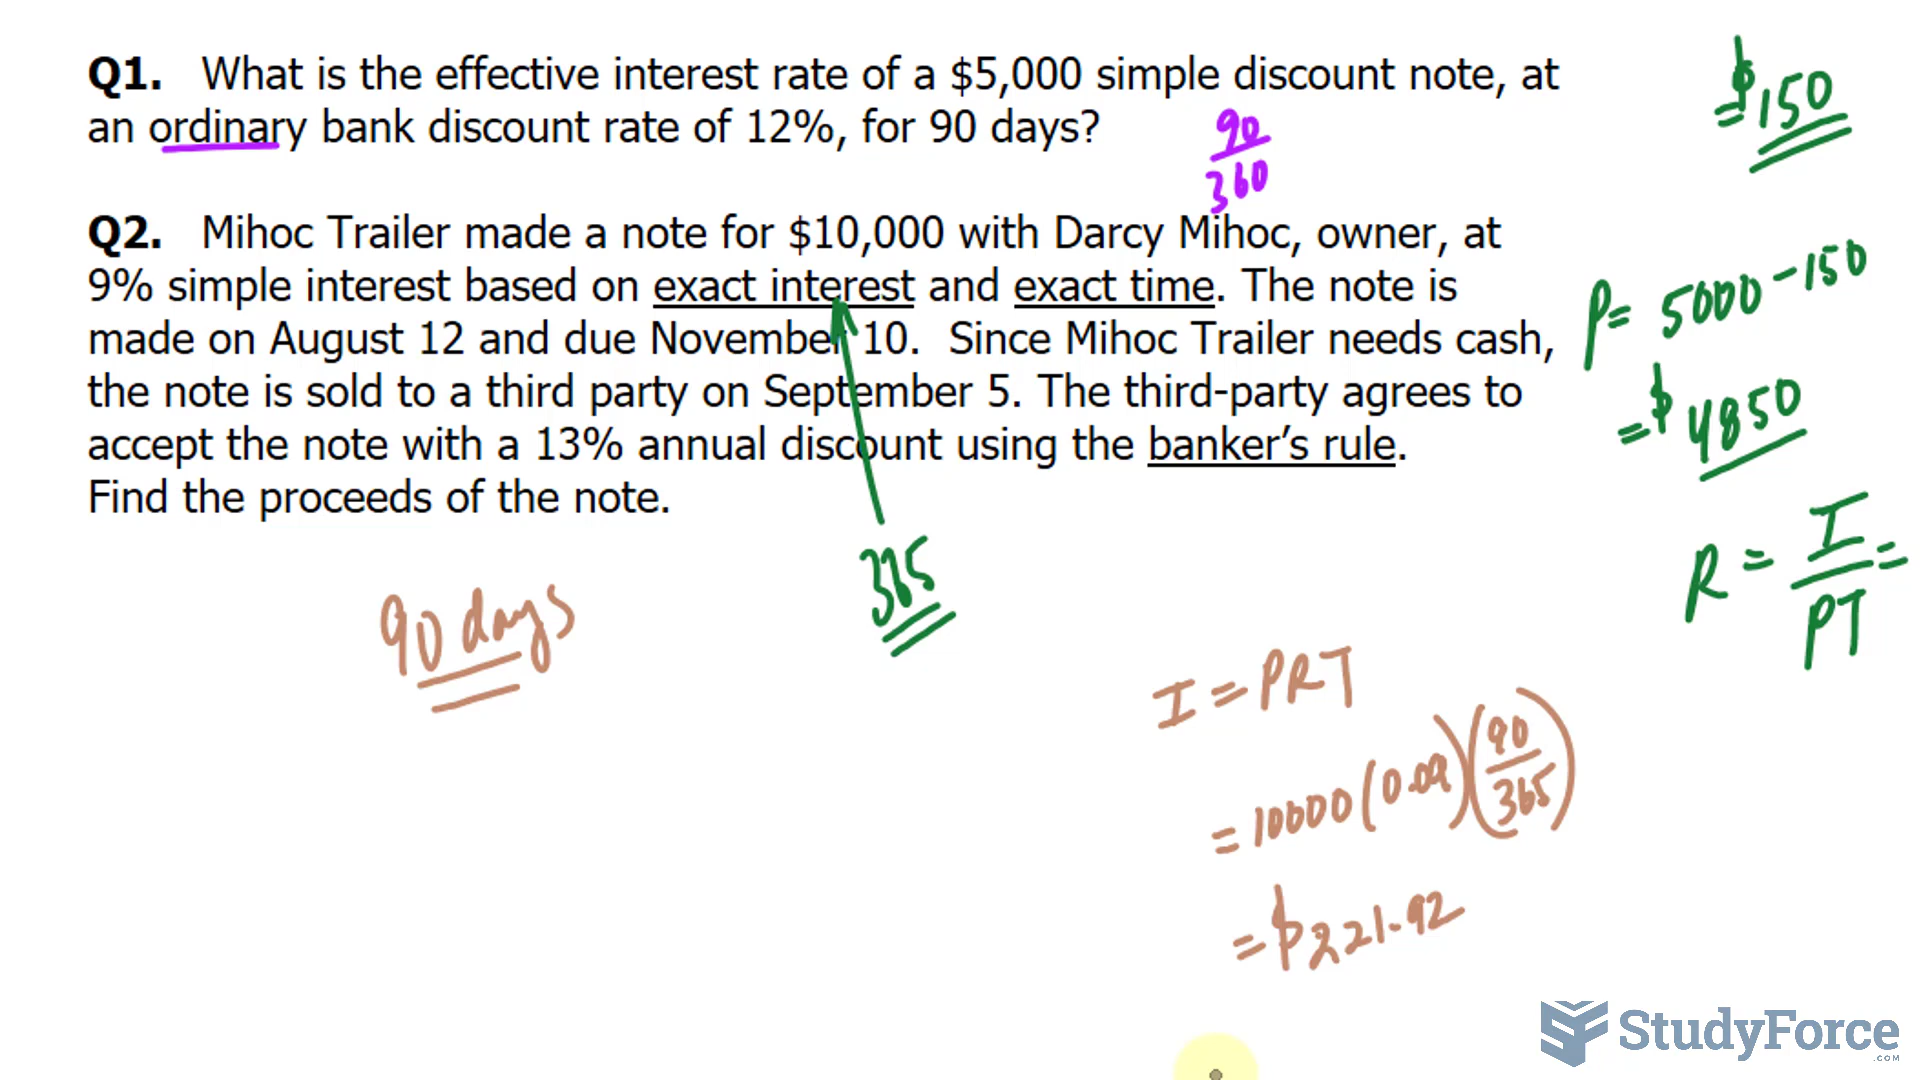 Q1. What is the effective interest rate of a $5,000 simple discount note, at
an ordinary bank discount rate of 12%, for 90 days?
90
360
Q2. Mihoc Trailer made a note for $10,000 with Darcy Mihoc, owner, at
9% simple interest based on exact interest and exact time. The note is
made on August 12 and due November 10. Since Mihoc Trailer needs cash,
the note is sold to a third party on September 5. The third-party agrees to
accept the note with a 13% annual discount using the banker’s rule.
Find the proceeds of the note.
= $150
P= 5000-150
= $4850
R = I =
PT
365
90 days
I = PRT
= 10000(0.09)(90
365)
= $221.92
StudyForce
.COM